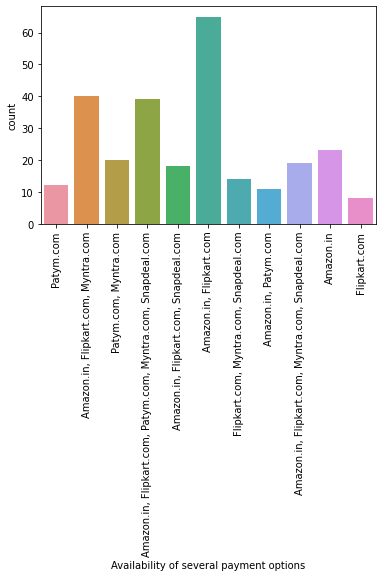 count
60
50
40
30
20
10
0
Patym.com
Amazon.in, Flipkart.com, Myntra.com
Patym.com, Myntra.com
Amazon.in, Flipkart.com, Patym.com, Myntra.com, Snapdeal.com
Amazon.in, Flipkart.com, Snapdeal.com
Amazon.in, Flipkart.com
Flipkart.com, Myntra.com, Snapdeal.com
Amazon.in, Patym.com
Amazon.in, Flipkart.com, Myntra.com, Snapdeal.com
Amazon.in
Flipkart.com
Availability of several payment options